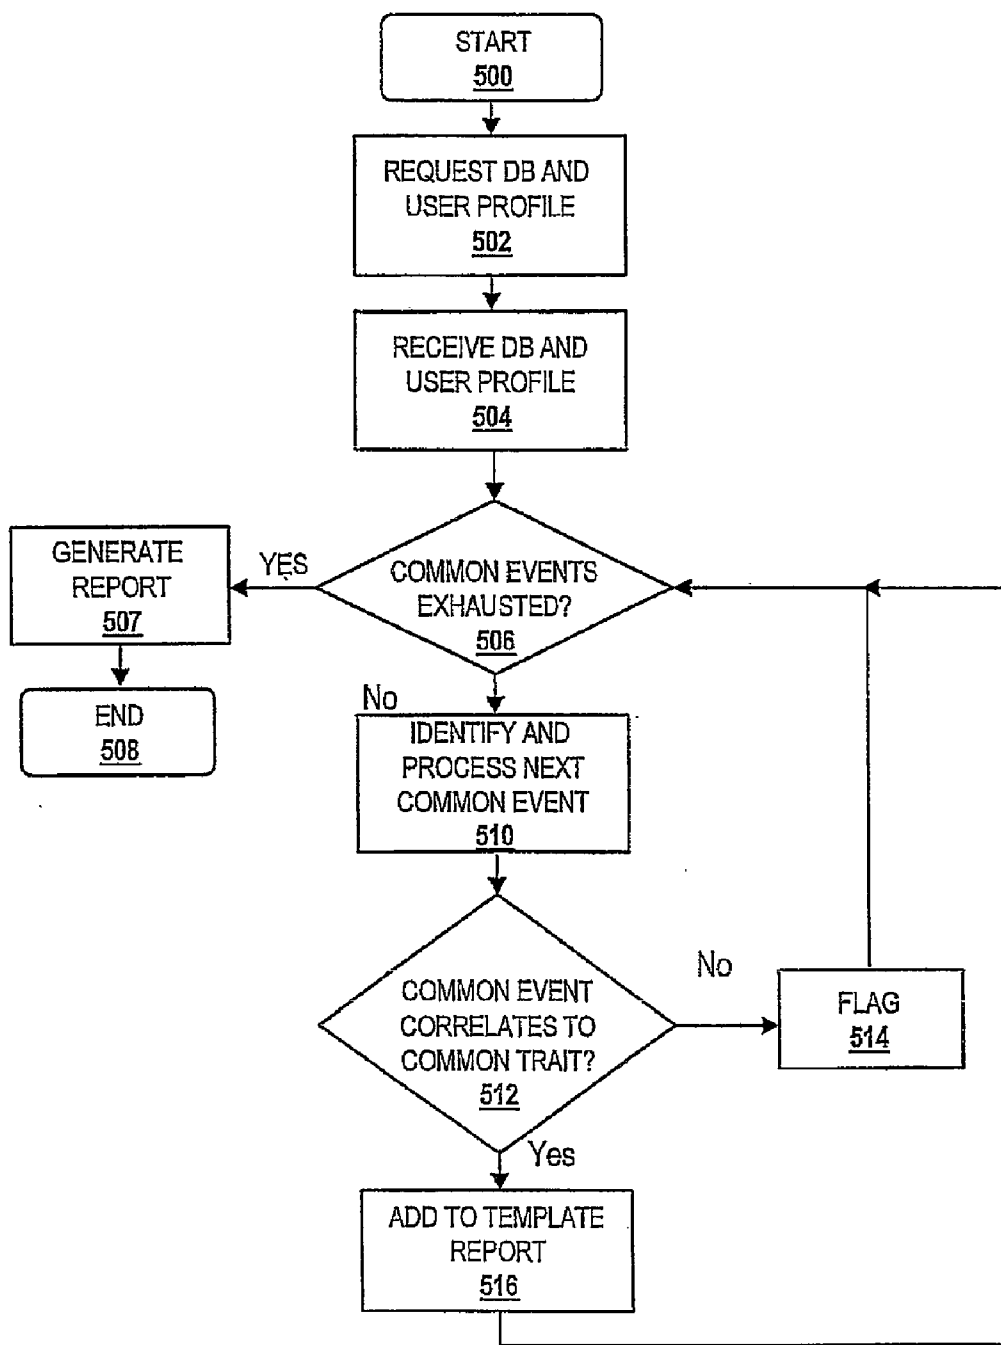 START
500
REQUEST DB AND
USER PROFILE
502
RECEIVE DB AND
USER PROFILE
504
GENERATE
REPORT
507
YES
COMMON EVENTS
EXHAUSTED?
506
END
508
No
IDENTIFY AND
PROCESS NEXT
COMMON EVENT
510
COMMON EVENT
CORRELATES TO
COMMON TRAIT?
512
No
FLAG
514
Yes
ADD TO TEMPLATE
REPORT
516